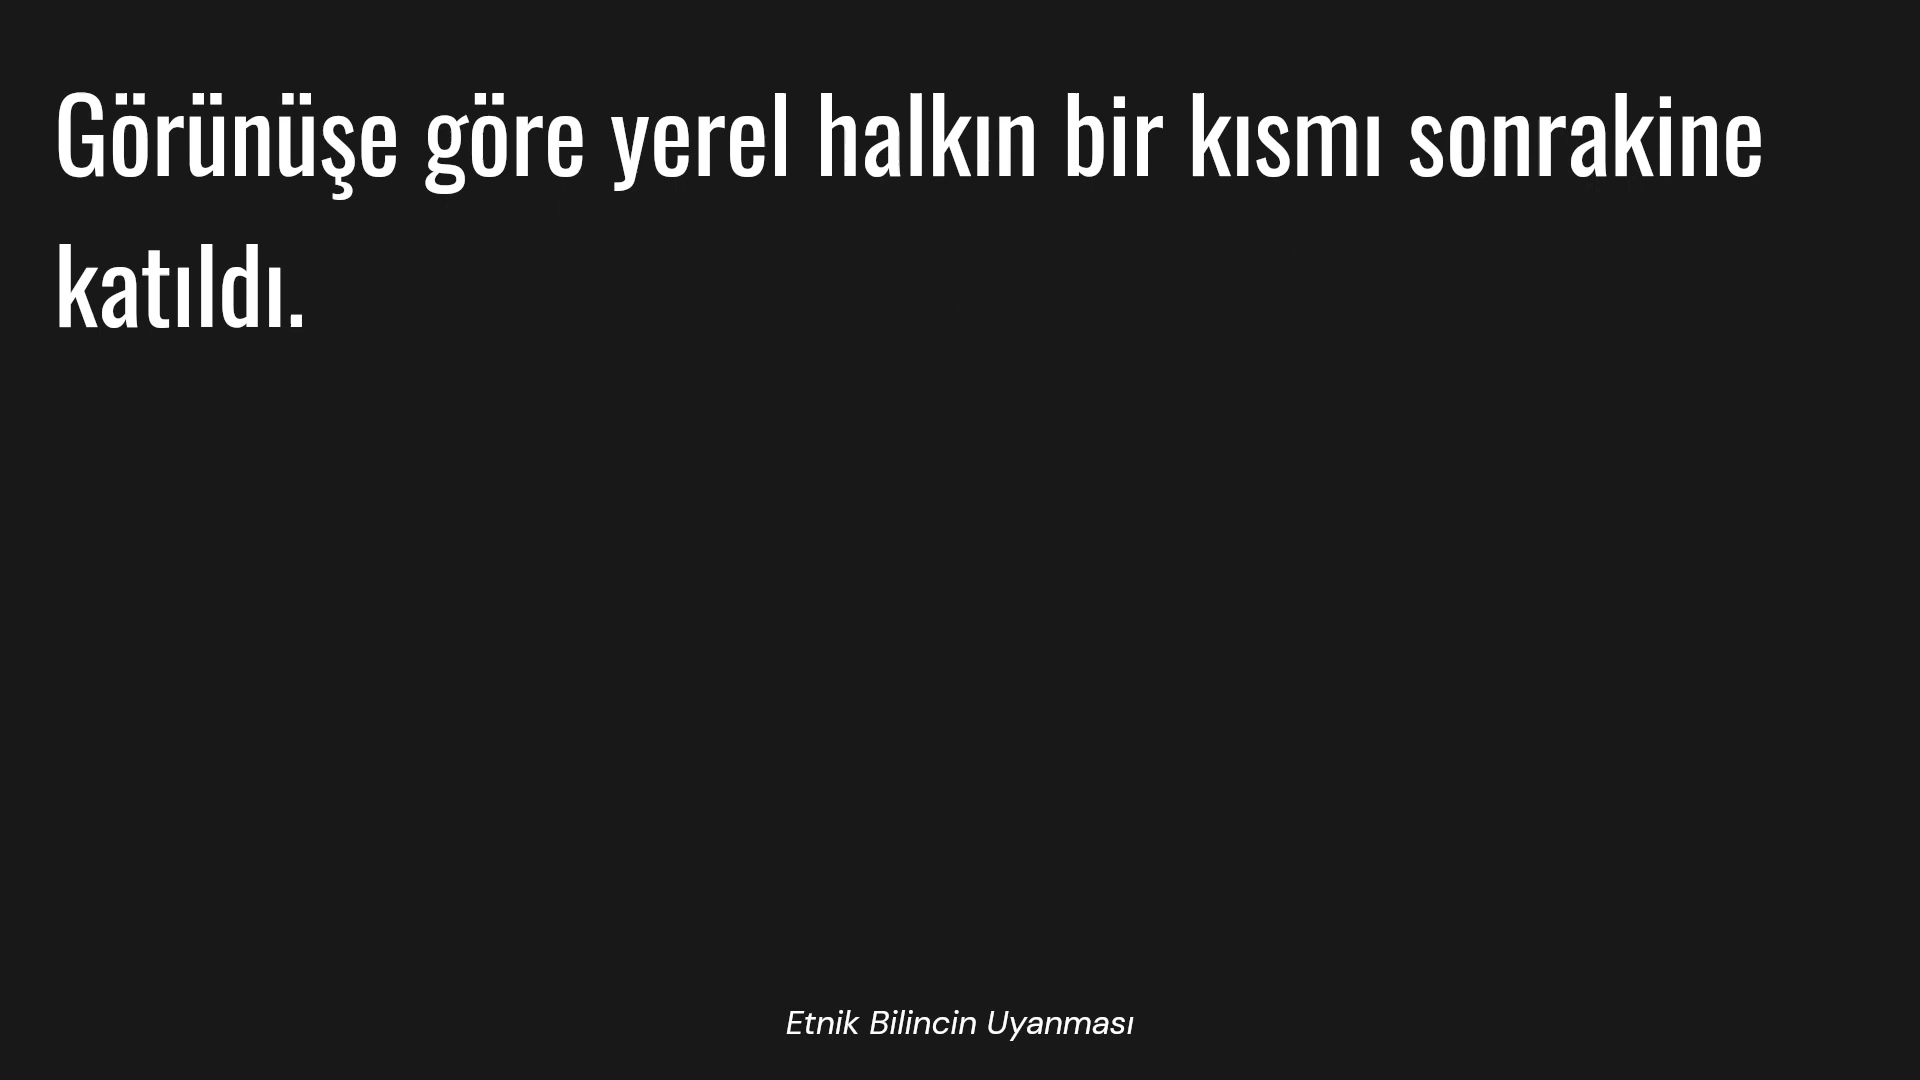 Görünüşe göre yerel halkın bir kısmı sonrakine
katıldı.
Etnik Bilincin Uyanması